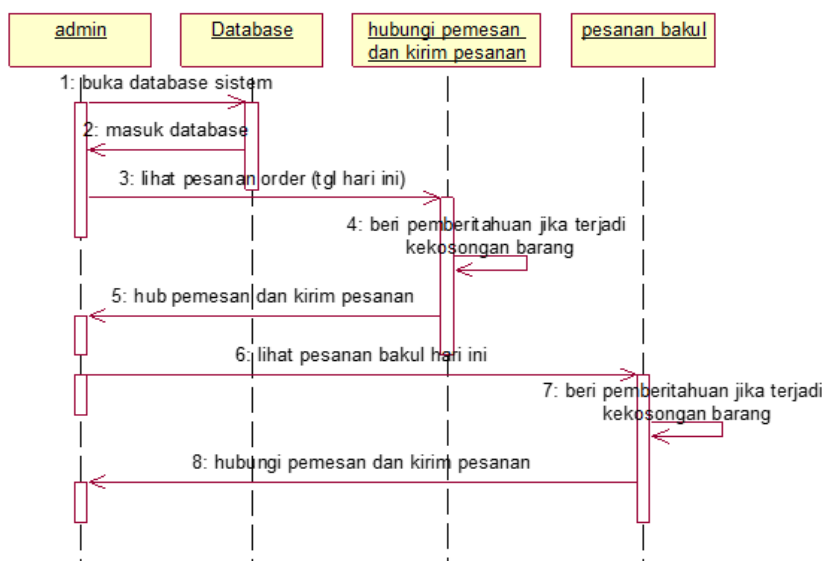 admin
Database
hubungi pemesan
dan kirim pesanan
pesanan bakul
1: buka database sistem
2: masuk database
3: lihat pesanan order (tgl hari ini)
4: beri pemberitahuan jika terjadi
kekosongan barang
5: hub pemesan dan kirim pesanan
6: lihat pesanan bakul hari ini
7: beri pemberitahuan jika terjadi
kekosongan barang
8: hubungi pemesan dan kirim pesanan